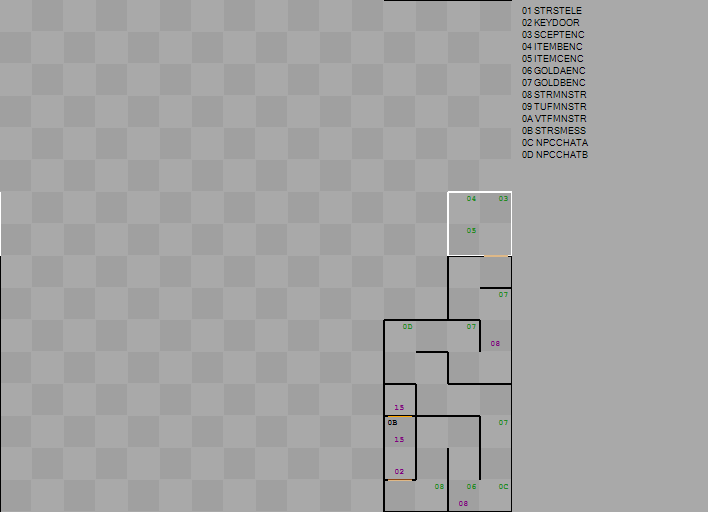 01 STRSTELE
02 KEYDOOR
03 SCEPTENC
04 ITEMBENC
05 ITEMCENC
06 GOLDAENC
07 GOLDBENC
08 STRMNSTR
09 TUFMNSTR
0A VTFMNSTR
0B STRSMESS
0C NPCCHATA
0D NPCCHATB
04 03
05
07
0D 07
08
15
0B 07
15
02
08 06 0C
08